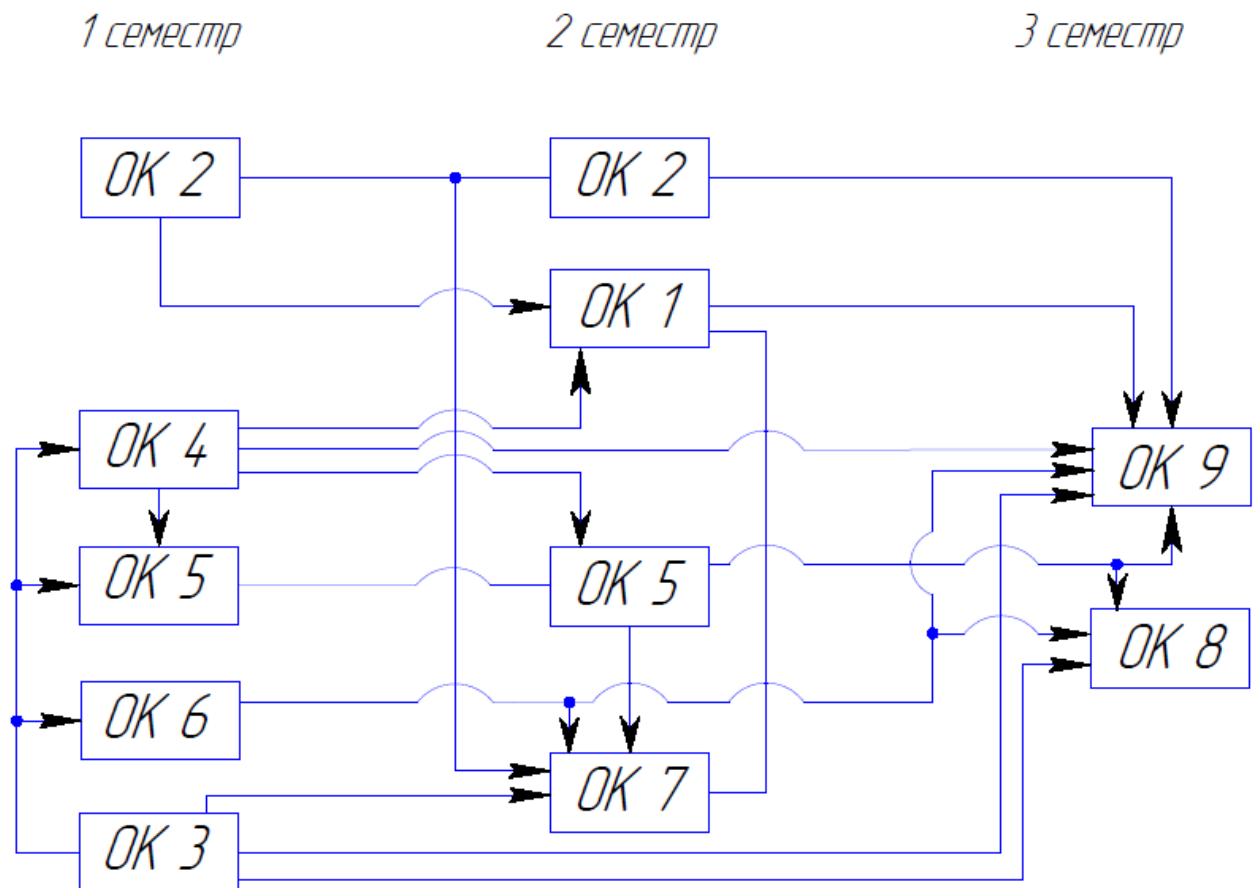 1 семестр
2 семестр
3 семестр
ОК 2
ОК 2
ОК 1
ОК 4
ОК 9
ОК 5
ОК 5
ОК 8
ОК 6
ОК 7
ОК 3